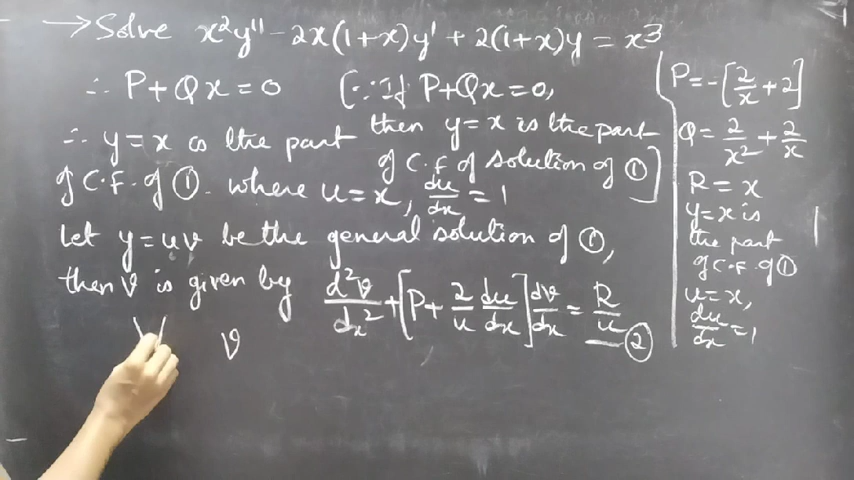 → Solve x²y'' - 2x(1+x)y' + 2(1+x)y = x³
∴ P+Qx=0 [∵ If P+Qx=0,
then y=x is the part
of C.F of solution of ①]
∴ y=x is the part
of C.F. of ①. where u=x, du/dx = 1
Let y=uv be the general solution of ①,
then v is given by d²v/dx² + [P + 2/u du/dx] dv/dx = R/u — ②
V v
P = -[2/x + 2]
Q = 2/x² + 2/x
R = x
y=x is
the part
of C.F. of ①
u=x,
du/dx = 1